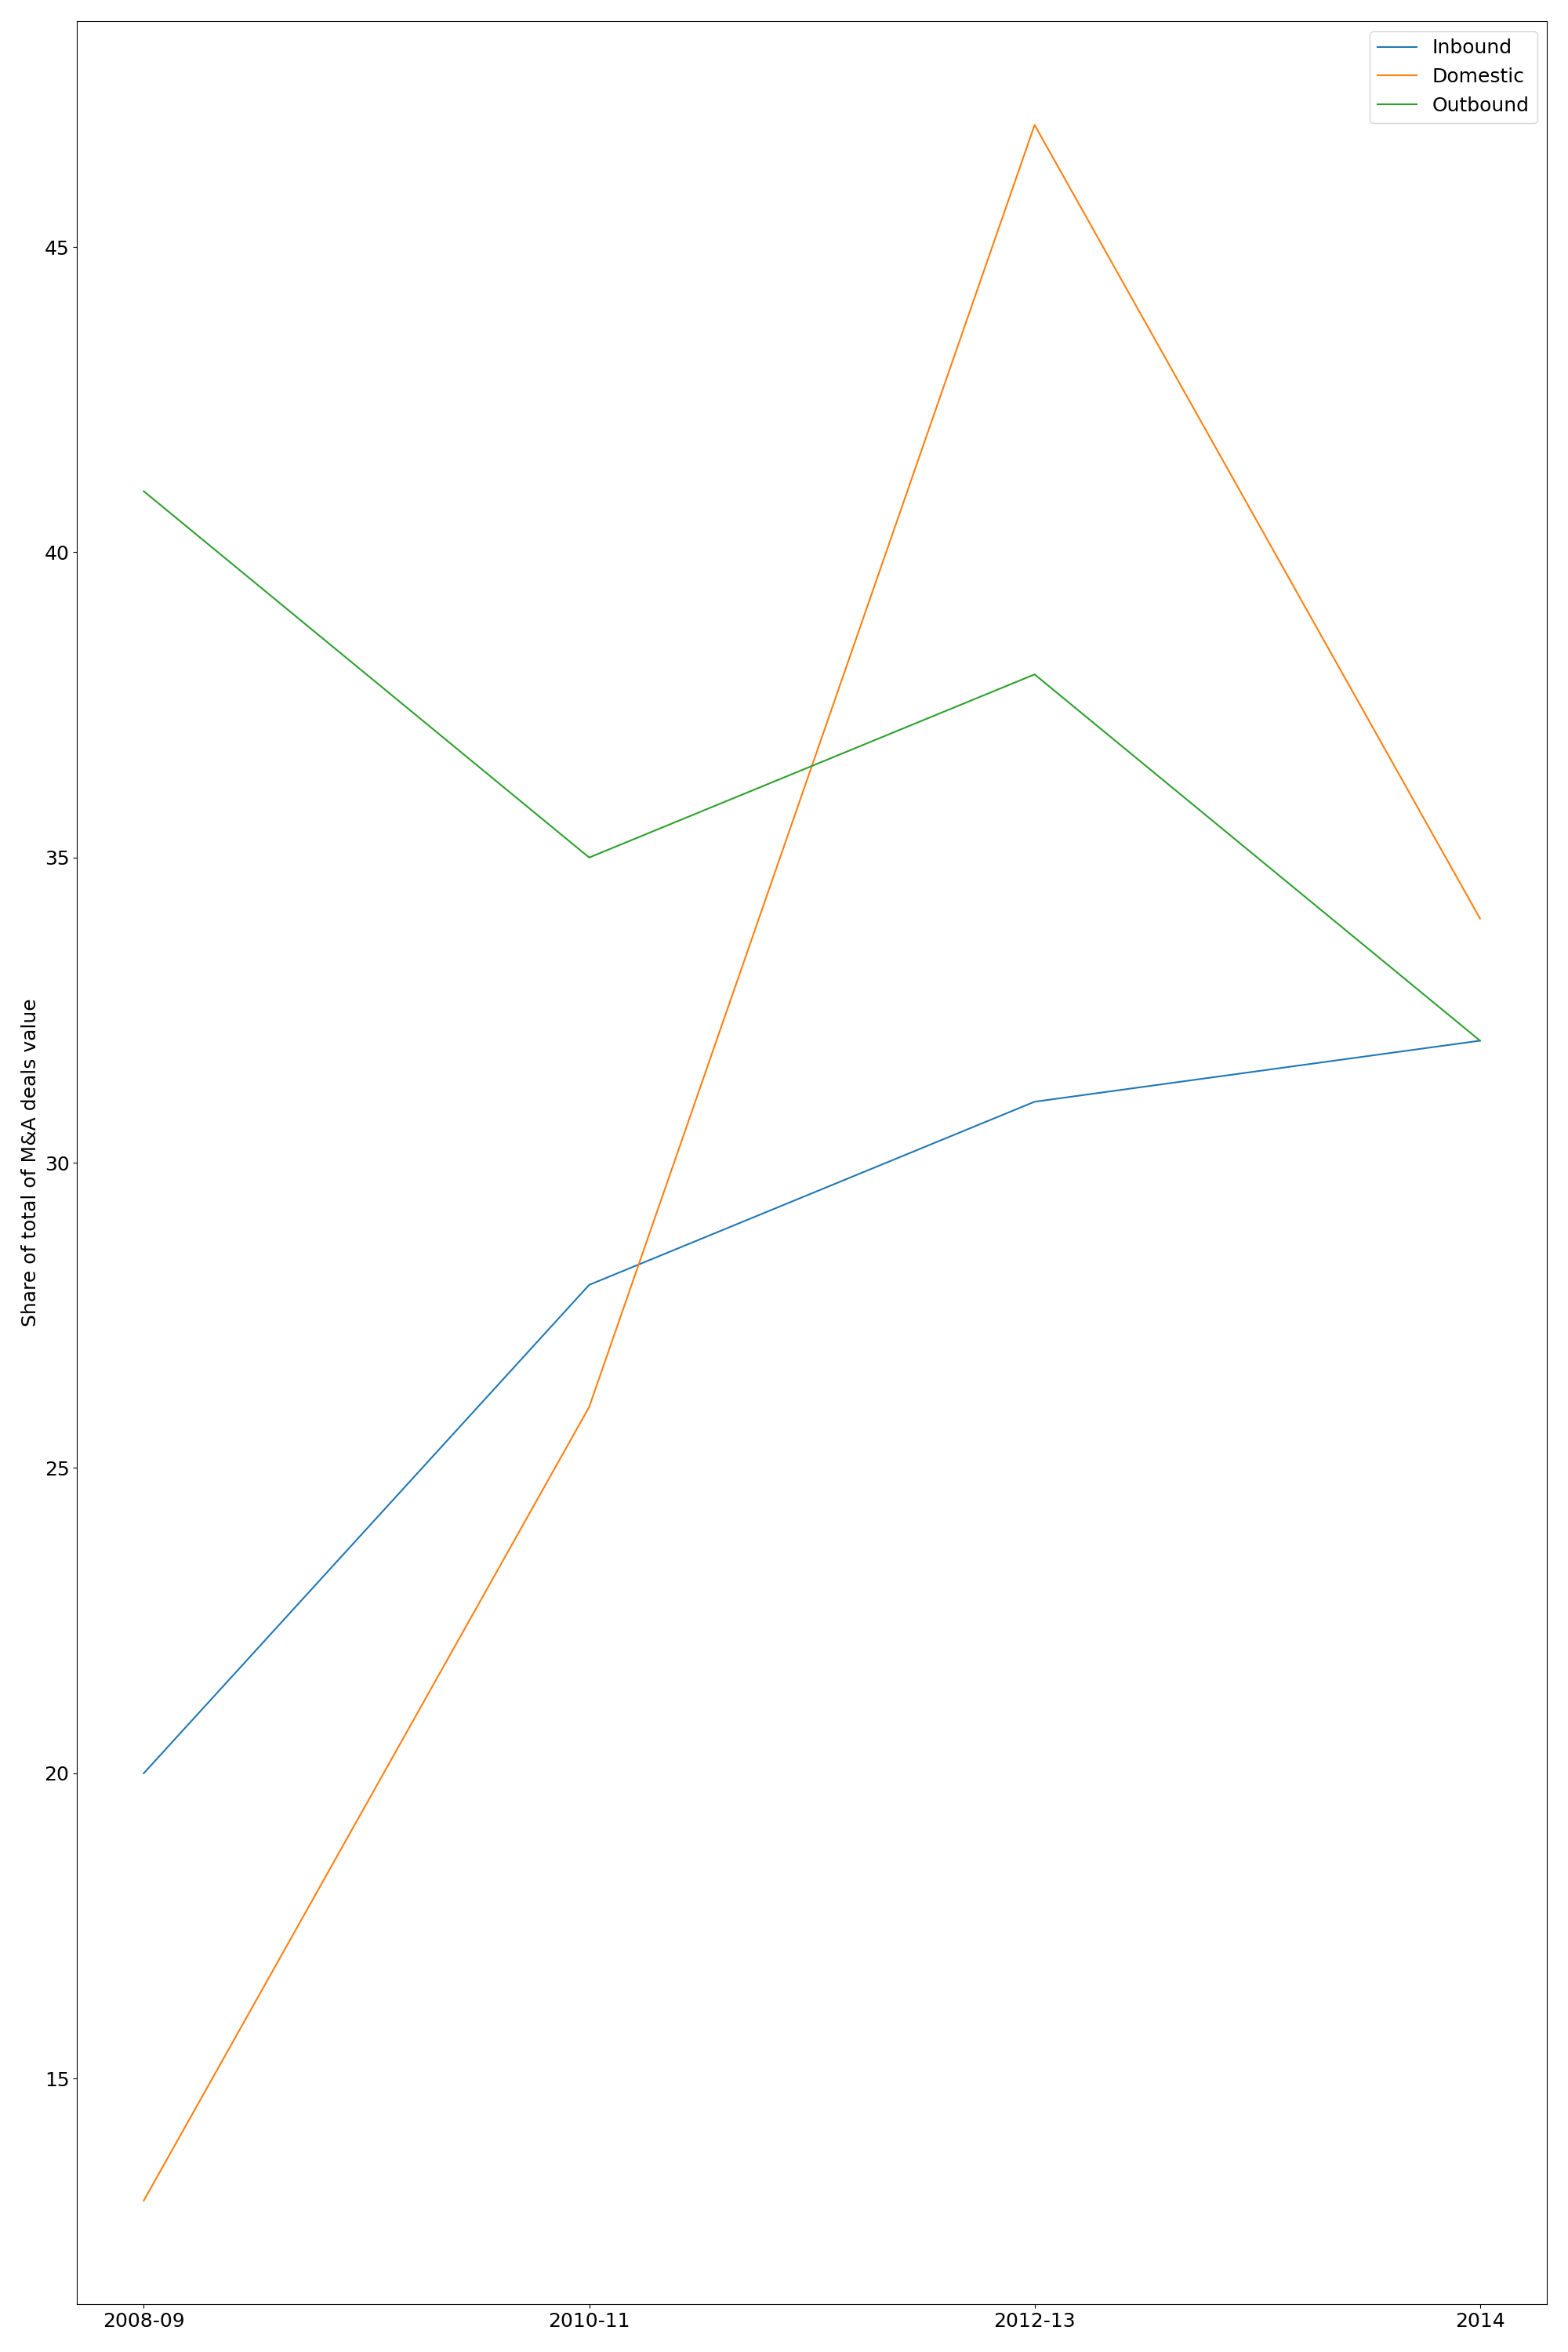 Inbound
Domestic
Outbound
45
40
35
30
25
20
15
Share of total of M&A deals value
2008-09
2010-11
2012-13
2014